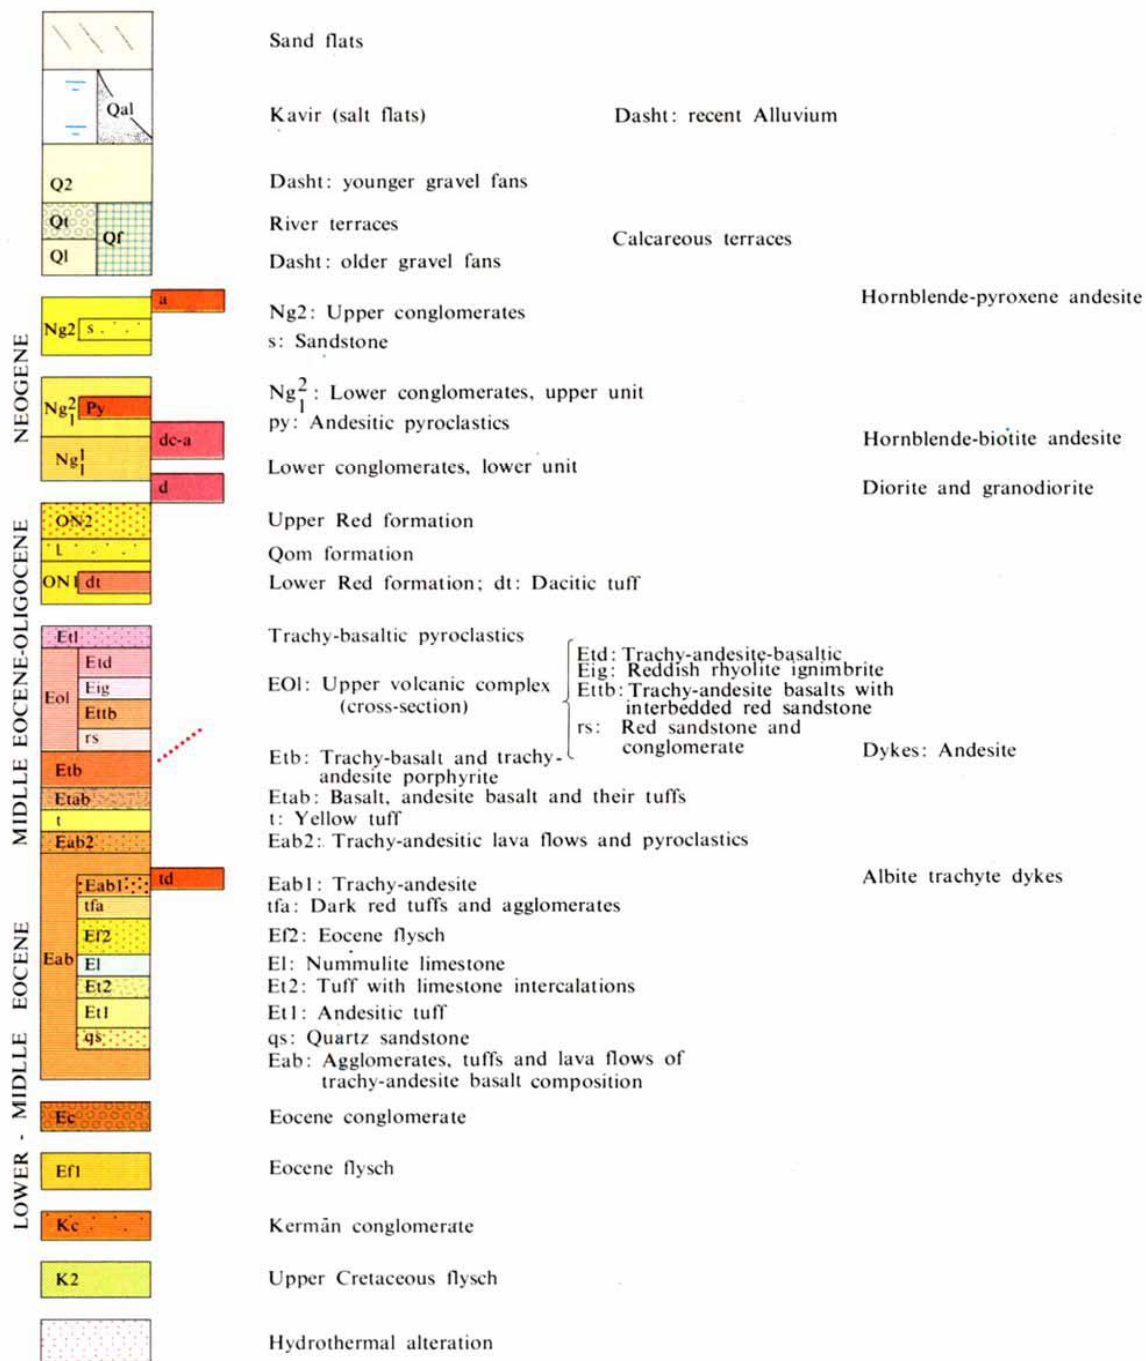 Sand flats
Qal
Kavir (salt flats) Dasht: recent Alluvium
Q2
Dasht: younger gravel fans
Qt
River terraces
Qf
Calcareous terraces
Ql
Dasht: older gravel fans
NEOGENE
a
Hornblende-pyroxene andesite
Ng2: Upper conglomerates
Ng2 s
s: Sandstone
Ng²₁: Lower conglomerates, upper unit
Ng²₁ Py
py: Andesitic pyroclastics
dc-a
Hornblende-biotite andesite
Ng¹₁
Lower conglomerates, lower unit
d
Diorite and granodiorite
MIDLLE EOCENE-OLIGOCENE
ON2
Upper Red formation
Qom formation
ON1 dt
Lower Red formation; dt: Dacitic tuff
Etl
Trachy-basaltic pyroclastics
Eol
Etd
Eig
Ettb
rs
EOl: Upper volcanic complex
(cross-section)
Etd: Trachy-andesite-basaltic
Eig: Reddish rhyolite ignimbrite
Ettb: Trachy-andesite basalts with
interbedded red sandstone
rs: Red sandstone and
conglomerate
Dykes: Andesite
Etb
Etb: Trachy-basalt and trachy-
andesite porphyrite
Etab
Etab: Basalt, andesite basalt and their tuffs
t
t: Yellow tuff
Eab2
Eab2: Trachy-andesitic lava flows and pyroclastics
LOWER - MIDLLE EOCENE
Eab1
td
Eab1: Trachy-andesite
Albite trachyte dykes
tfa
tfa: Dark red tuffs and agglomerates
Ef2
Ef2: Eocene flysch
Eab
El
El: Nummulite limestone
Et2
Et2: Tuff with limestone intercalations
Et1
Et1: Andesitic tuff
qs
qs: Quartz sandstone
Eab: Agglomerates, tuffs and lava flows of
trachy-andesite basalt composition
Ec
Eocene conglomerate
Ef1
Eocene flysch
Kc
Kermān conglomerate
K2
Upper Cretaceous flysch
Hydrothermal alteration